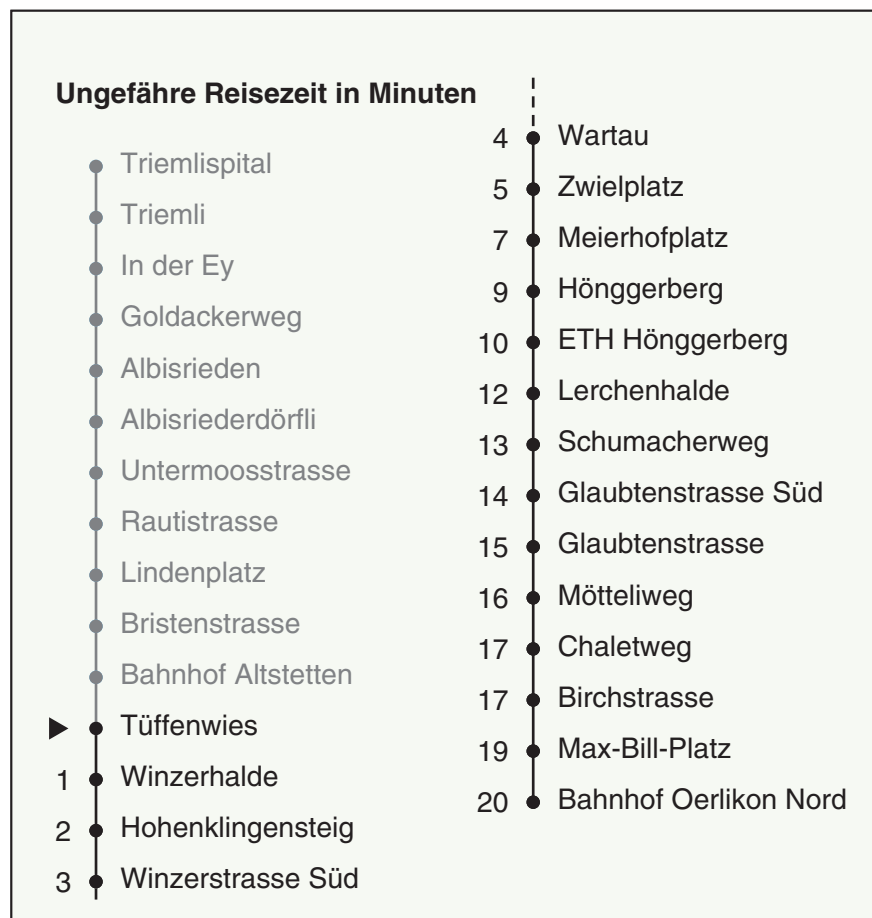 Ungefähre Reisezeit in Minuten
Triemlispital
Triemli
In der Ey
Goldackerweg
Albisrieden
Albisriederdörfli
Untermoosstrasse
Rautistrasse
Lindenplatz
Bristenstrasse
Bahnhof Altstetten
Tüffenwies
1 Winzerhalde
2 Hohenklingensteig
3 Winzerstrasse Süd
4 Wartau
5 Zwielplatz
7 Meierhofplatz
9 Hönggerberg
10 ETH Hönggerberg
12 Lerchenhalde
13 Schumacherweg
14 Glaubtenstrasse Süd
15 Glaubtenstrasse
16 Mötteliweg
17 Chaletweg
17 Birchstrasse
19 Max-Bill-Platz
20 Bahnhof Oerlikon Nord